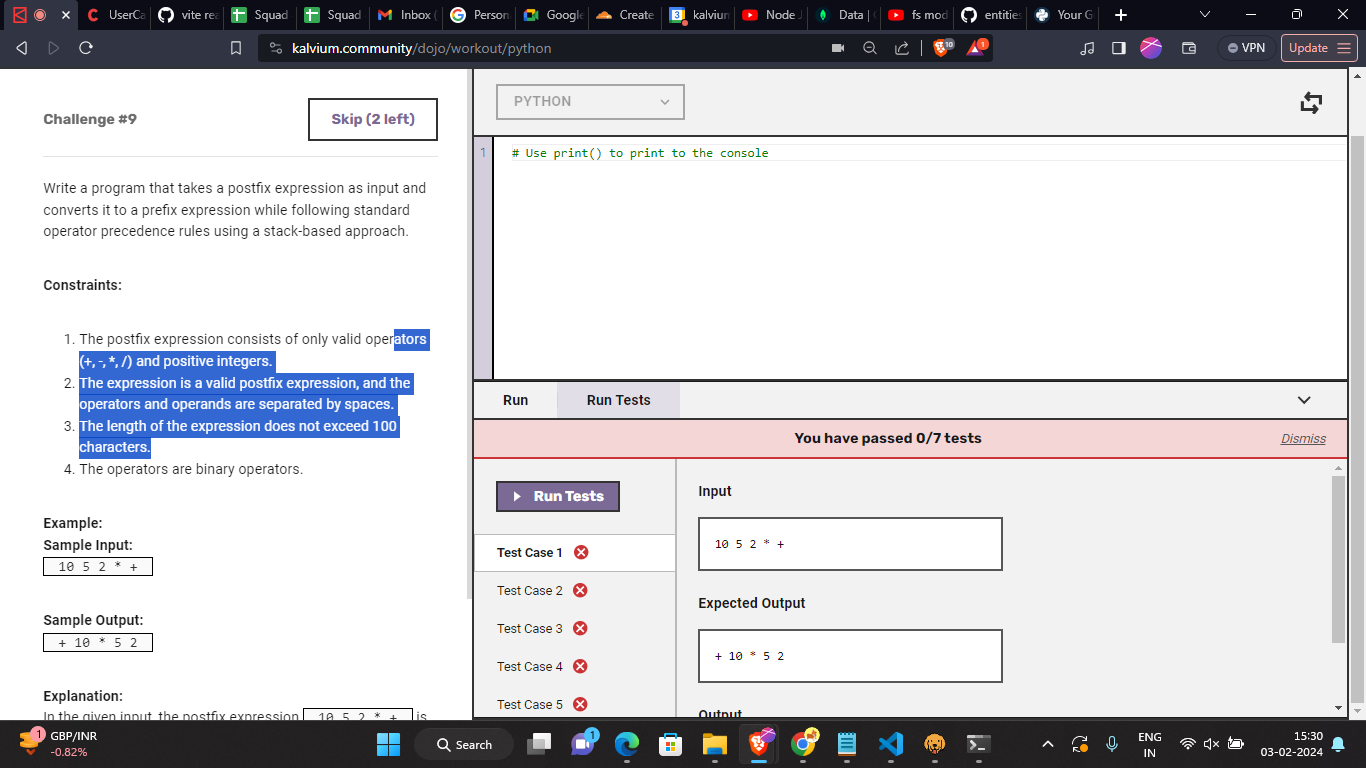 UserCa
vite rea
Squad
Squad
Inbox (
Person
Google
Create
kalviun
Node J
Data | (
fs mod
entities
Your G
kalvium.community/dojo/workout/python
10
1
VPN
Update
Challenge #9
Skip (2 left)
Write a program that takes a postfix expression as input and
converts it to a prefix expression while following standard
operator precedence rules using a stack-based approach.
Constraints:
1. The postfix expression consists of only valid operators
(+, -, *, /) and positive integers.
2. The expression is a valid postfix expression, and the
operators and operands are separated by spaces.
3. The length of the expression does not exceed 100
characters.
4. The operators are binary operators.
Example:
Sample Input:
10 5 2 * +
Sample Output:
+ 10 * 5 2
Explanation:
In the given input, the postfix expression 10 5 2 * + is
PYTHON
1 # Use print() to print to the console
Run
Run Tests
You have passed 0/7 tests
Dismiss
Run Tests
Test Case 1
Test Case 2
Test Case 3
Test Case 4
Test Case 5
Input
10 5 2 * +
Expected Output
+ 10 * 5 2
Output
1
GBP/INR
-0.82%
Search
1
ENG
IN
15:30
03-02-2024